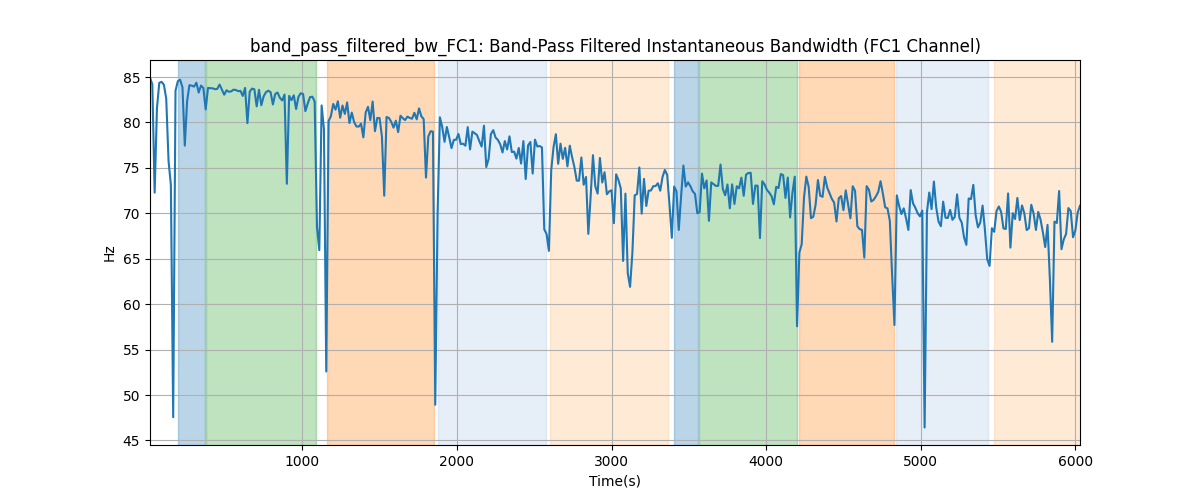 band_pass_filtered_bw_FC1: Band-Pass Filtered Instantaneous Bandwidth (FC1 Channel)
85
80
75
70
65
60
55
50
45
Hz
1000 2000 3000 4000 5000 6000
Time(s)